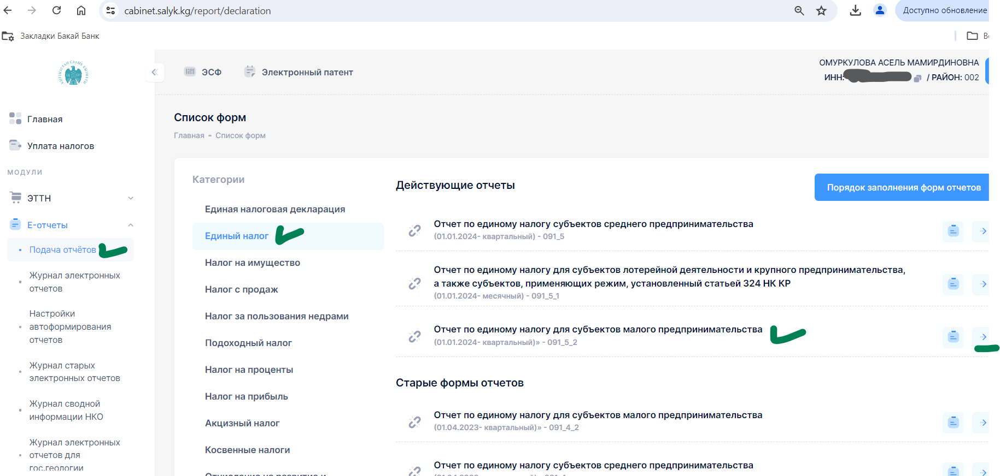 cabinet.salyk.kg/report/declaration
Доступно обновление
Закладки Бакай Банк
КЫРГЫЗСТАН САЛЫК КЫЗМАТЫ
ЭСФ
Электронный патент
ОМУРКУЛОВА АСЕЛЬ МАМИРДИНОВНА
ИНН:
/ РАЙОН: 002
Главная
Уплата налогов
МОДУЛИ
ЭТТН
Е-отчеты
Подача отчётов
Журнал электронных
отчетов
Настройки
автоформирования
отчетов
Журнал старых
электронных отчетов
Журнал сводной
информации НКО
Журнал электронных
отчетов для
гос.геологии
Список форм
Главная - Список форм
Категории
Единая налоговая декларация
Единый налог
Налог на имущество
Налог с продаж
Налог за пользования недрами
Подоходный налог
Налог на проценты
Налог на прибыль
Акцизный налог
Косвенные налоги
Действующие отчеты
Порядок заполнения форм отчетов
Отчет по единому налогу субъектов среднего предпринимательства
(01.01.2024- квартальный) - 091_5
Отчет по единому налогу для субъектов лотерейной деятельности и крупного предпринимательства,
а также субъектов, применяющих режим, установленный статьей 324 НК КР
(01.01.2024- месячный) - 091_5_1
Отчет по единому налогу для субъектов малого предпринимательства
(01.01.2024- квартальный)» - 091_5_2
Старые формы отчетов
Отчет по единому налогу для субъектов малого предпринимательства
(01.04.2023- квартальный)» - 091_4_2
Отчет по единому налогу субъектов среднего предпринимательства